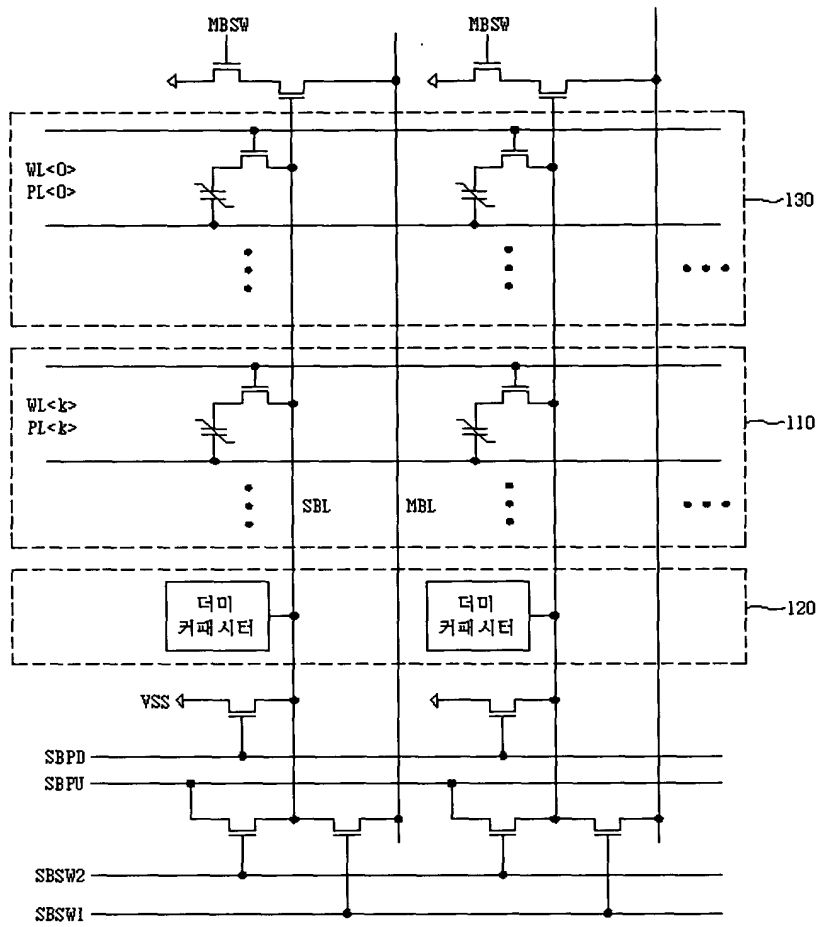 MBSW
MBSW
WL<0>
PL<0>
130
WL<k>
PL<k>
110
SBL
MBL
더미
커패시터
더미
커패시터
120
VSS
SBPD
SBPU
SBSW2
SBSW1